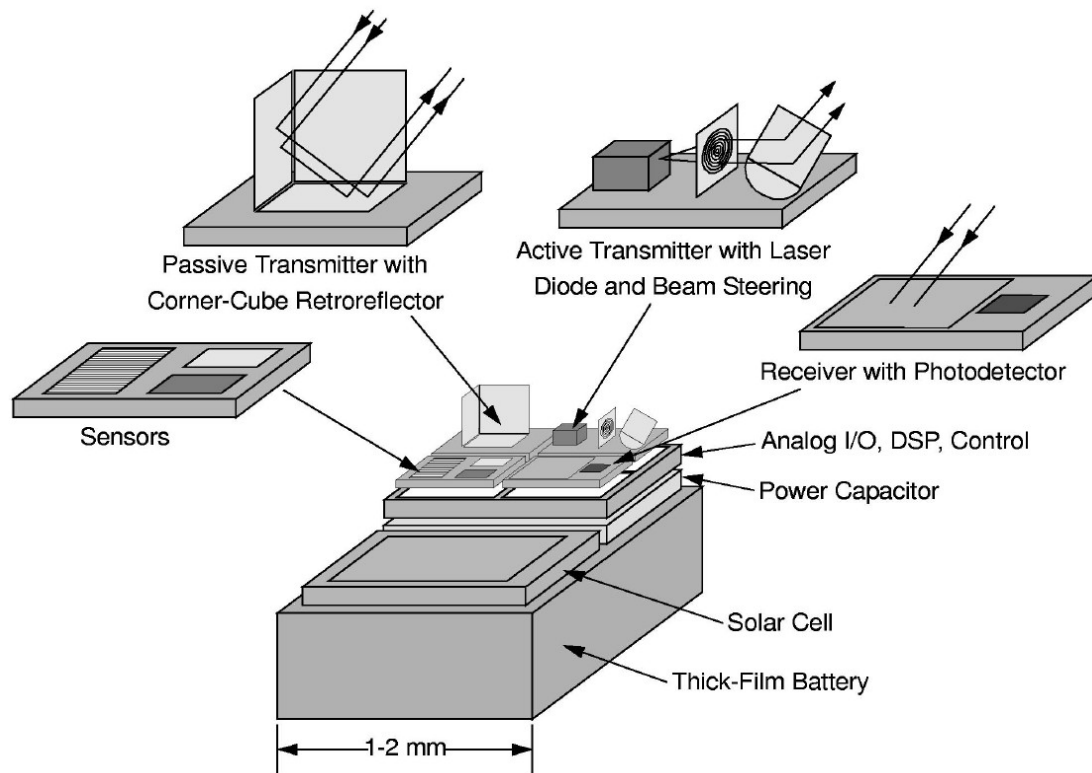 Passive Transmitter with
Corner-Cube Retroreflector
Active Transmitter with Laser
Diode and Beam Steering
Receiver with Photodetector
Sensors
Analog I/O, DSP, Control
Power Capacitor
Solar Cell
Thick-Film Battery
1-2 mm